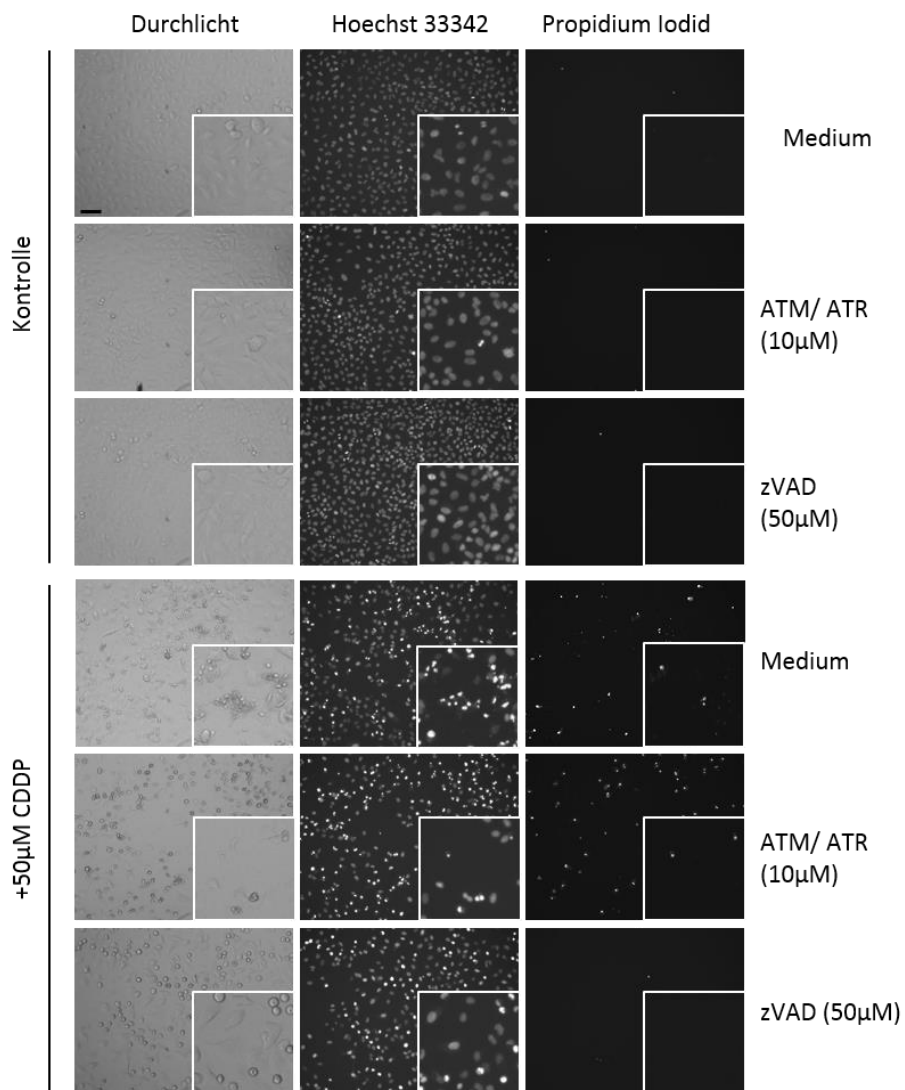 Durchlicht Hoechst 33342 Propidium Iodid
Kontrolle
Medium
ATM/ ATR
(10µM)
zVAD
(50µM)
+50µM CDDP
Medium
ATM/ ATR
(10µM)
zVAD (50µM)